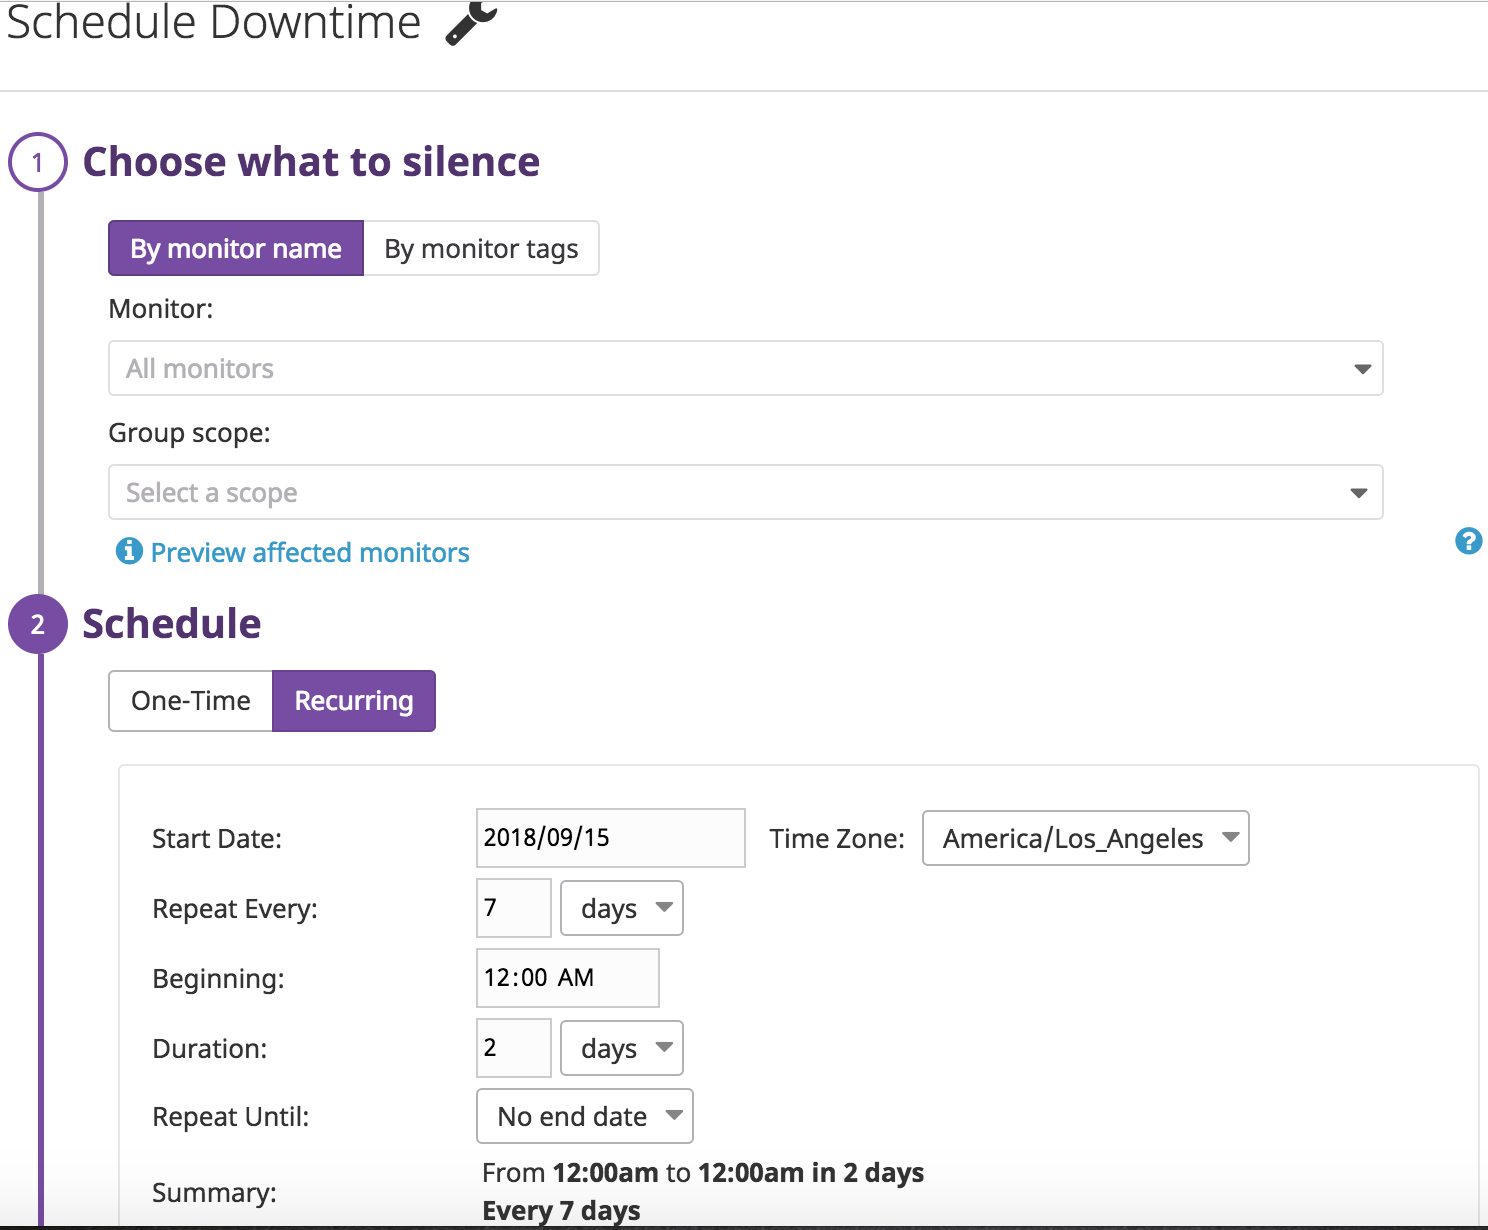 Schedule Downtime
1 Choose what to silence
By monitor name By monitor tags
Monitor:
All monitors
Group scope:
Select a scope
i Preview affected monitors ?
2 Schedule
One-Time Recurring
Start Date: 2018/09/15 Time Zone: America/Los_Angeles
Repeat Every: 7 days
Beginning: 12:00 AM
Duration: 2 days
Repeat Until: No end date
Summary: From 12:00am to 12:00am in 2 days
Every 7 days